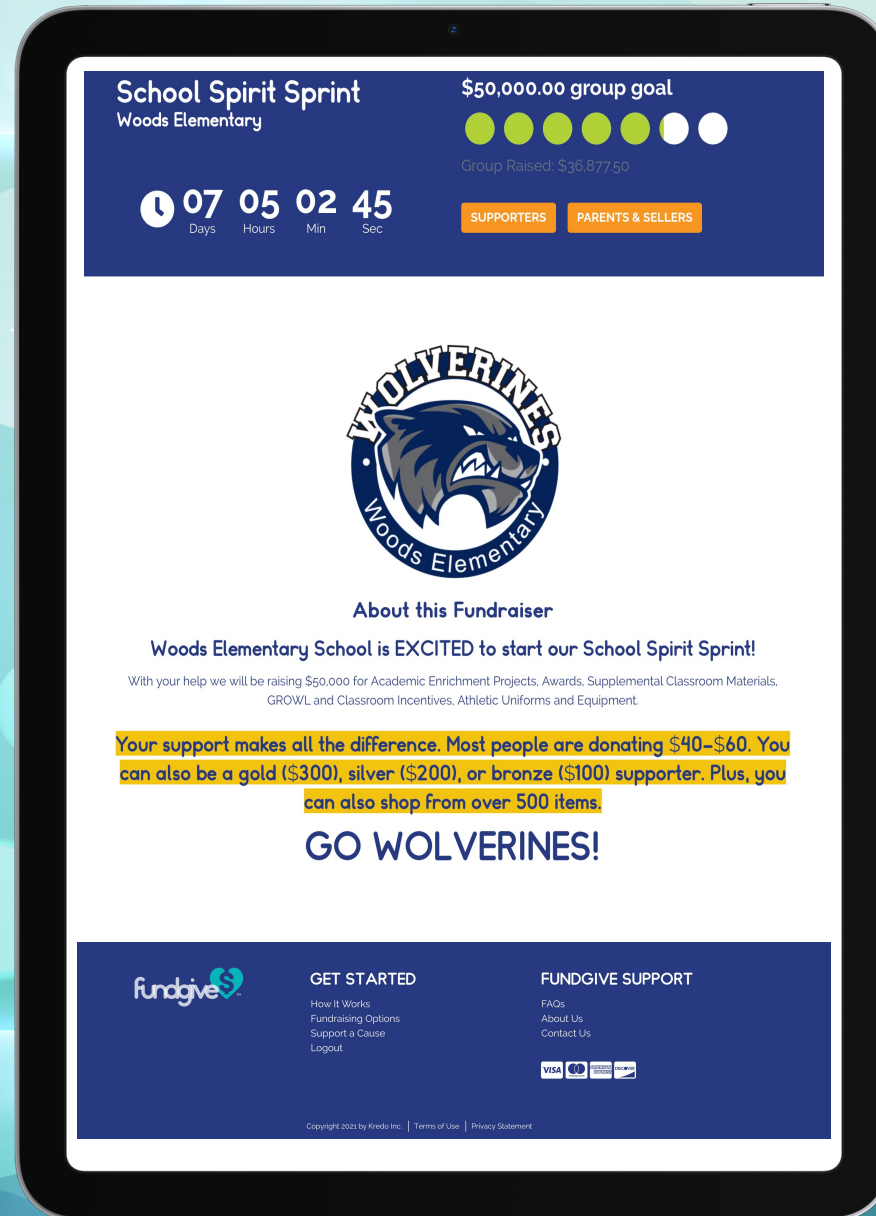 School Spirit Sprint
Woods Elementary
$50,000.00 group goal
Group Raised: $36,877.50
07 05 02 45
Days Hours Min Sec
SUPPORTERS PARENTS & SELLERS
WOLVERINES
Woods Elementary
About this Fundraiser
Woods Elementary School is EXCITED to start our School Spirit Sprint!
With your help we will be raising $50,000 for Academic Enrichment Projects, Awards, Supplemental Classroom Materials,
GROWL and Classroom Incentives, Athletic Uniforms and Equipment.
Your support makes all the difference. Most people are donating $40–$60. You
can also be a gold ($300), silver ($200), or bronze ($100) supporter. Plus, you
can also shop from over 500 items.
GO WOLVERINES!
fundgive$™
GET STARTED
How It Works
Fundraising Options
Support a Cause
Logout
FUNDGIVE SUPPORT
FAQs
About Us
Contact Us
VISA
AMERICAN EXPRESS
DISCOVER
Copyright 2021 by Kredo Inc. | Terms of Use | Privacy Statement